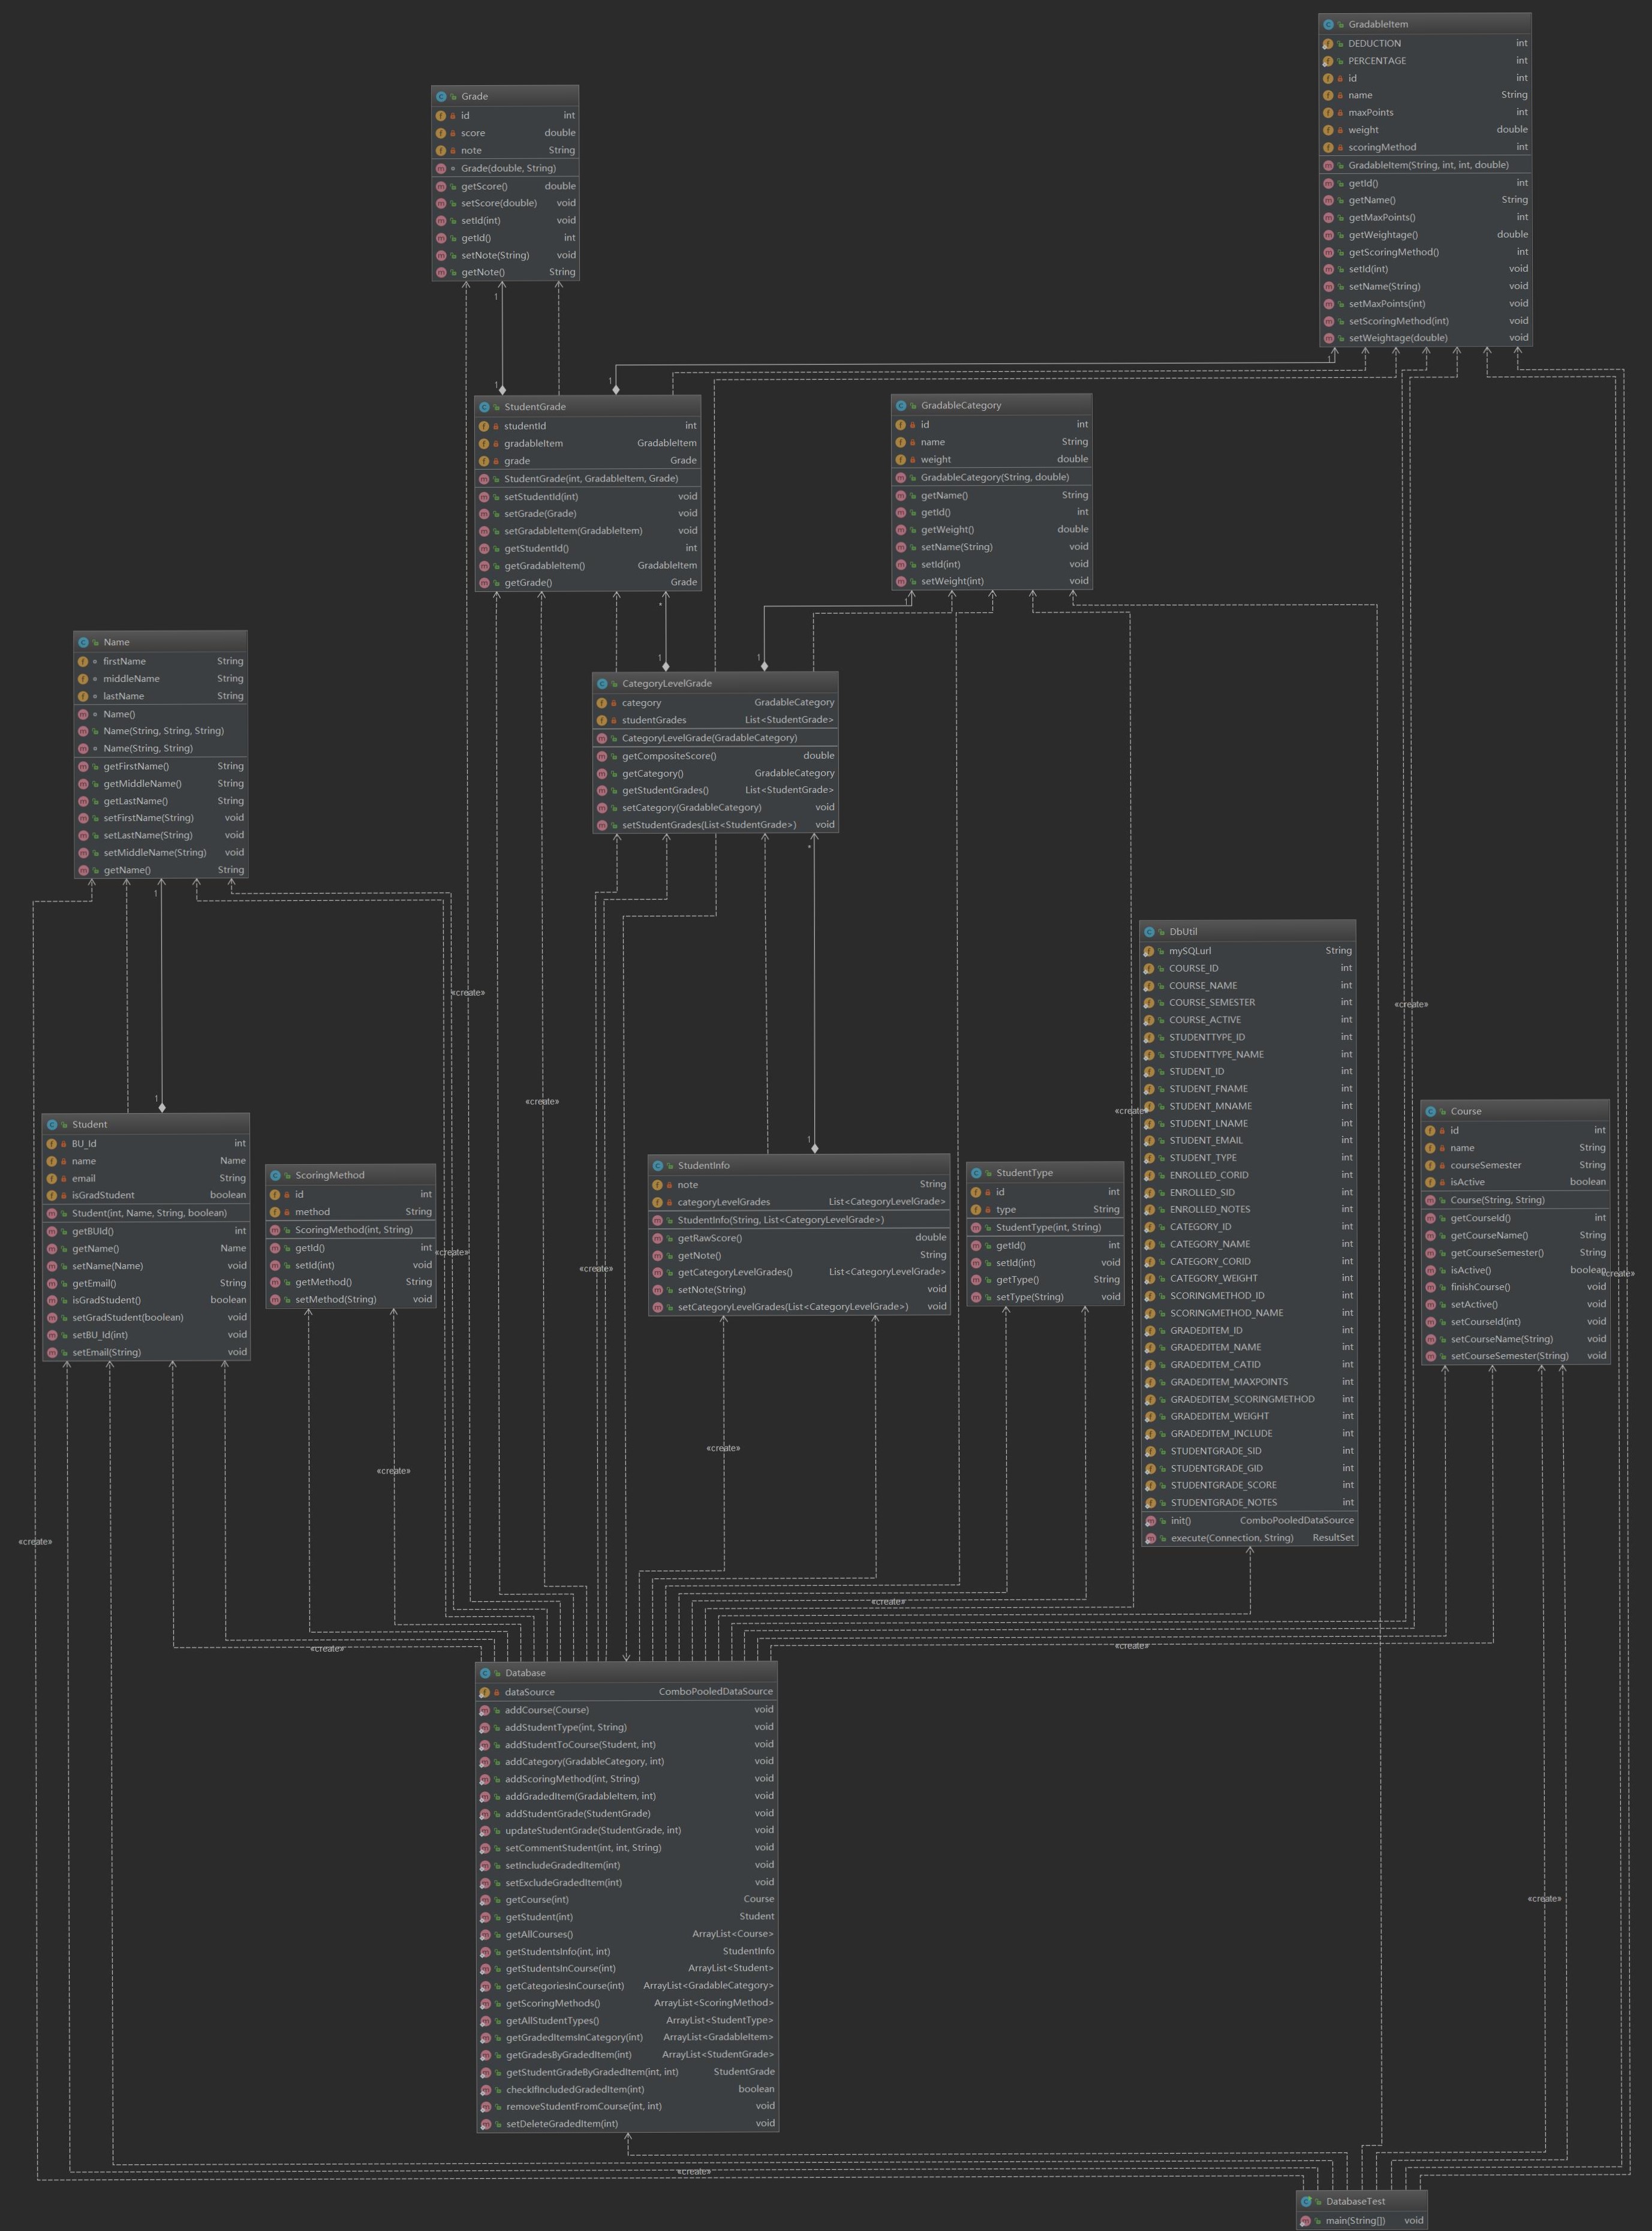 GradableItem
DEDUCTION int
PERCENTAGE int
id int
name String
maxPoints int
weight double
scoringMethod int
GradableItem(String, int, int, double)
getId() int
getName() String
getMaxPoints() int
getWeightage() double
getScoringMethod() int
setId(int) void
setName(String) void
setMaxPoints(int) void
setScoringMethod(int) void
setWeightage(double) void
1
Grade
id int
score double
note String
Grade(double, String)
getScore() double
setScore(double) void
setId(int) void
getId() int
setNote(String) void
getNote() String
1
1
1
StudentGrade
studentId int
gradableItem GradableItem
grade Grade
StudentGrade(int, GradableItem, Grade)
setStudentId(int) void
setGrade(Grade) void
setGradableItem(GradableItem) void
getStudentId() int
getGradableItem() GradableItem
getGrade() Grade
*
1
GradableCategory
id int
name String
weight double
GradableCategory(String, double)
getName() String
getId() int
getWeight() double
setName(String) void
setId(int) void
setWeight(int) void
1
1
Name
firstName String
middleName String
lastName String
Name()
Name(String, String, String)
Name(String, String)
getFirstName() String
getMiddleName() String
getLastName() String
setFirstName(String) void
setLastName(String) void
setMiddleName(String) void
getName() String
1
1
CategoryLevelGrade
category GradableCategory
studentGrades List<StudentGrade>
CategoryLevelGrade(GradableCategory)
getCompositeScore() double
getCategory() GradableCategory
getStudentGrades() List<StudentGrade>
setCategory(GradableCategory) void
setStudentGrades(List<StudentGrade>) void
*
1
DbUtil
mySQLurl String
COURSE_ID int
COURSE_NAME int
COURSE_SEMESTER int
COURSE_ACTIVE int
STUDENTTYPE_ID int
STUDENTTYPE_NAME int
STUDENT_ID int
STUDENT_FNAME int
STUDENT_MNAME int
STUDENT_LNAME int
STUDENT_EMAIL int
STUDENT_TYPE int
ENROLLED_CORID int
ENROLLED_SID int
ENROLLED_NOTES int
CATEGORY_ID int
CATEGORY_NAME int
CATEGORY_CORID int
CATEGORY_WEIGHT int
SCORINGMETHOD_ID int
SCORINGMETHOD_NAME int
GRADEDITEM_ID int
GRADEDITEM_NAME int
GRADEDITEM_CATID int
GRADEDITEM_MAXPOINTS int
GRADEDITEM_SCORINGMETHOD int
GRADEDITEM_WEIGHT int
GRADEDITEM_INCLUDE int
STUDENTGRADE_SID int
STUDENTGRADE_GID int
STUDENTGRADE_SCORE int
STUDENTGRADE_NOTES int
init() ComboPooledDataSource
execute(Connection, String) ResultSet
«create»
«create»
«create»
«create»
«create»
«create»
«create»
Student
BU_Id int
name Name
email String
isGradStudent boolean
Student(int, Name, String, boolean)
getBUId() int
getName() Name
setName(Name) void
getEmail() String
isGradStudent() boolean
setGradStudent(boolean) void
setBU_Id(int) void
setEmail(String) void
ScoringMethod
id int
method String
ScoringMethod(int, String)
getId() int
setId(int) void
getMethod() String
setMethod(String) void
StudentInfo
note String
categoryLevelGrades List<CategoryLevelGrade>
StudentInfo(String, List<CategoryLevelGrade>)
getRawScore() double
getNote() String
getCategoryLevelGrades() List<CategoryLevelGrade>
setNote(String) void
setCategoryLevelGrades(List<CategoryLevelGrade>) void
StudentType
id int
type String
StudentType(int, String)
getId() int
setId(int) void
getType() String
setType(String) void
Course
id int
name String
courseSemester String
isActive boolean
Course(String, String)
getCourseId() int
getCourseName() String
getCourseSemester() String
isActive() boolean
finishCourse() void
setActive() void
setCourseId(int) void
setCourseName(String) void
setCourseSemester(String) void
«create»
«create»
«create»
«create»
«create»
«create»
Database
dataSource ComboPooledDataSource
addCourse(Course) void
addStudentType(int, String) void
addStudentToCourse(Student, int) void
addCategory(GradableCategory, int) void
addScoringMethod(int, String) void
addGradedItem(GradableItem, int) void
addStudentGrade(StudentGrade) void
updateStudentGrade(StudentGrade, int) void
setCommentStudent(int, int, String) void
setIncludeGradedItem(int) void
setExcludeGradedItem(int) void
getCourse(int) Course
getStudent(int) Student
getAllCourses() ArrayList<Course>
getStudentsInfo(int, int) StudentInfo
getStudentsInCourse(int) ArrayList<Student>
getCategoriesInCourse(int) ArrayList<GradableCategory>
getScoringMethods() ArrayList<ScoringMethod>
getAllStudentTypes() ArrayList<StudentType>
getGradedItemsInCategory(int) ArrayList<GradableItem>
getGradesByGradedItem(int) ArrayList<StudentGrade>
getStudentGradeByGradedItem(int, int) StudentGrade
checkIfIncludedGradedItem(int) boolean
removeStudentFromCourse(int, int) void
setDeleteGradedItem(int) void
«create»
«create»
DatabaseTest
main(String[]) void